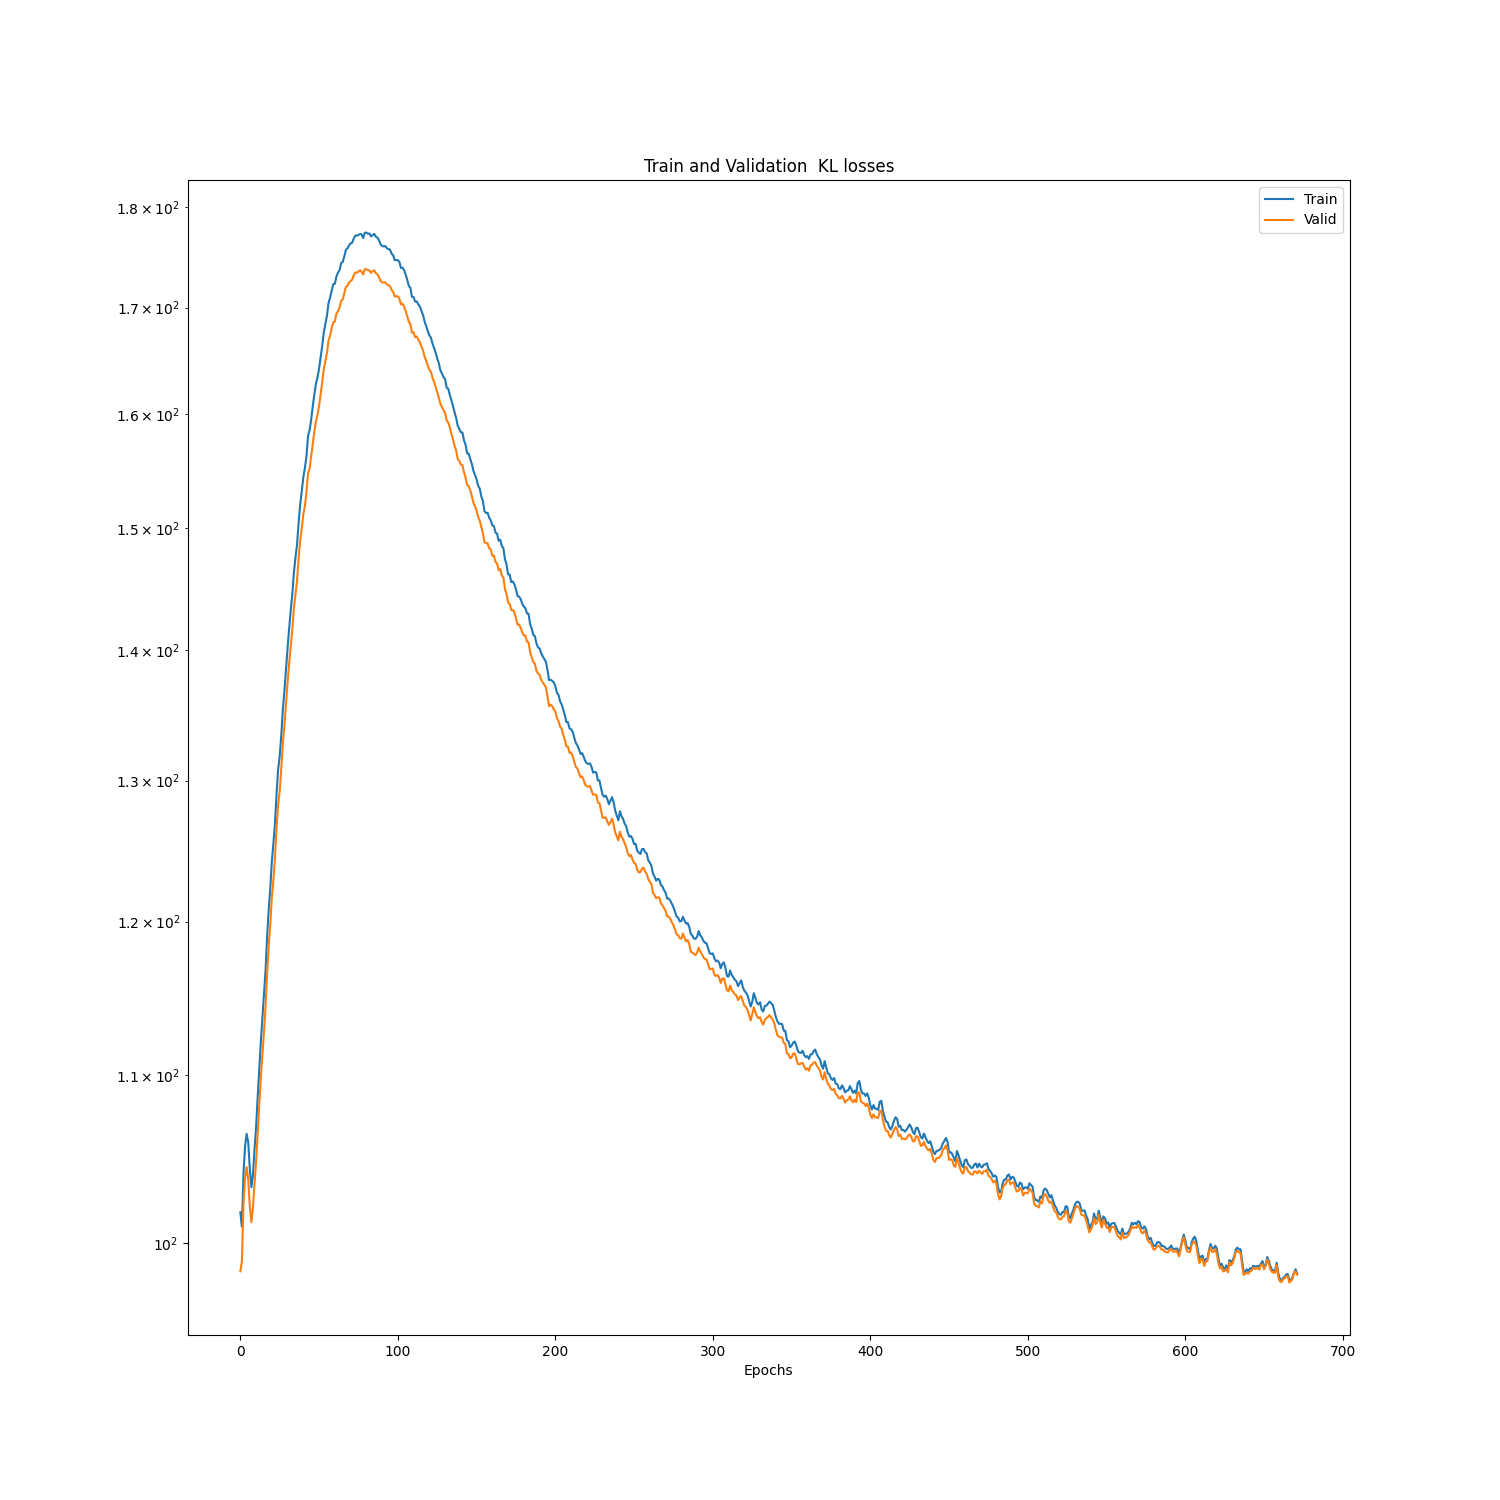 Train and Validation  KL losses
Train
Valid
1.8 × 10²
1.7 × 10²
1.6 × 10²
1.5 × 10²
1.4 × 10²
1.3 × 10²
1.2 × 10²
1.1 × 10²
10²
0 100 200 300 400 500 600 700
Epochs